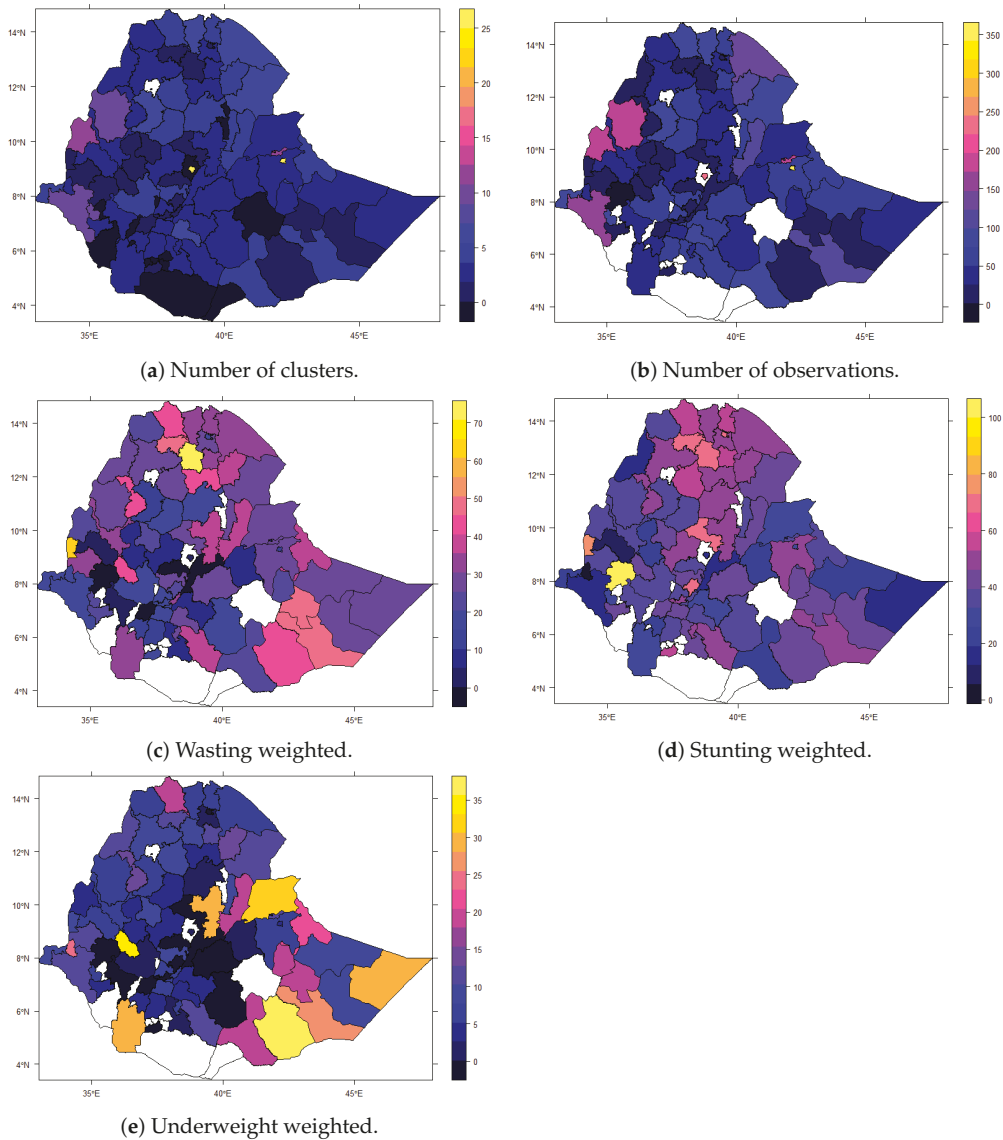 14°N
12°N
10°N
8°N
6°N
4°N
35°E 40°E 45°E
25
20
15
10
5
0
(a) Number of clusters.
14°N
12°N
10°N
8°N
6°N
4°N
35°E 40°E 45°E
350
300
250
200
150
100
50
0
(b) Number of observations.
14°N
12°N
10°N
8°N
6°N
4°N
35°E 40°E 45°E
70
60
50
40
30
20
10
0
(c) Wasting weighted.
14°N
12°N
10°N
8°N
6°N
4°N
35°E 40°E 45°E
100
80
60
40
20
0
(d) Stunting weighted.
14°N
12°N
10°N
8°N
6°N
4°N
35°E 40°E 45°E
35
30
25
20
15
10
5
0
(e) Underweight weighted.